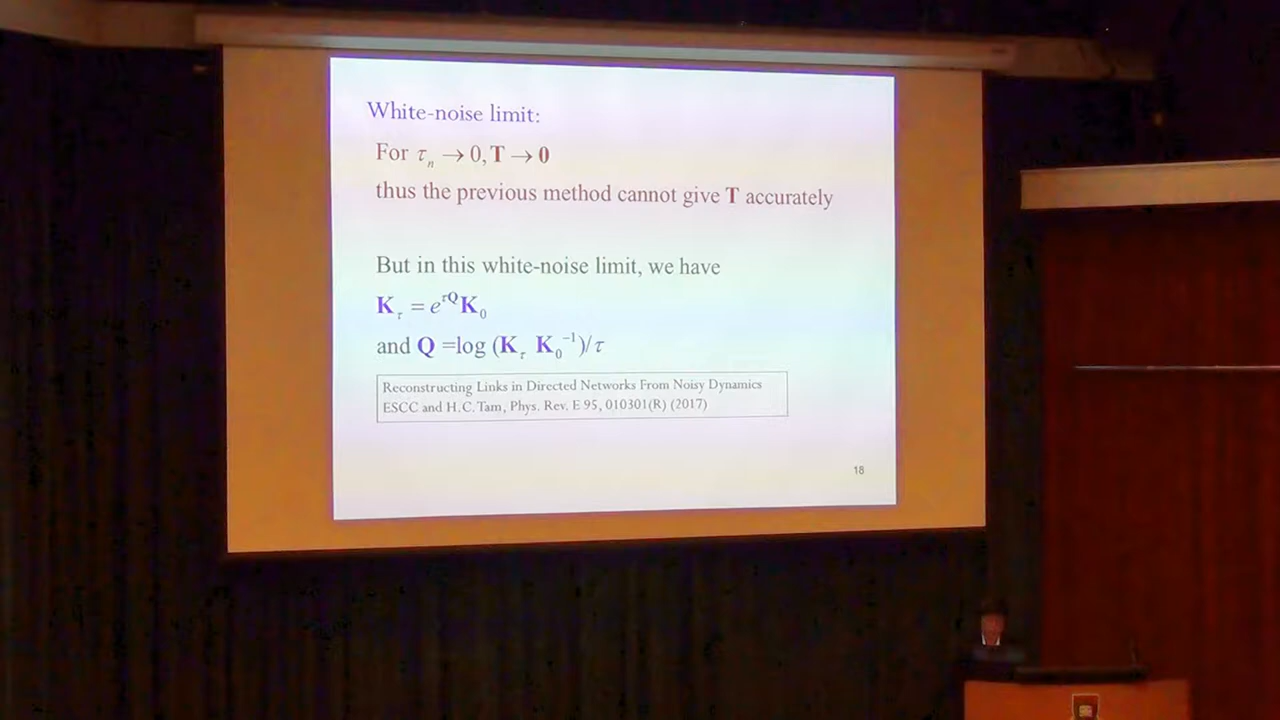 White-noise limit:
For τₙ → 0, T → 0
thus the previous method cannot give T accurately
But in this white-noise limit, we have
K_τ = e^{τQ}K₀
and Q =log (K_τ K₀⁻¹)/τ
Reconstructing Links in Directed Networks From Noisy Dynamics
ESCC and H. C. Tam, Phys. Rev. E 95, 010301(R) (2017)
18